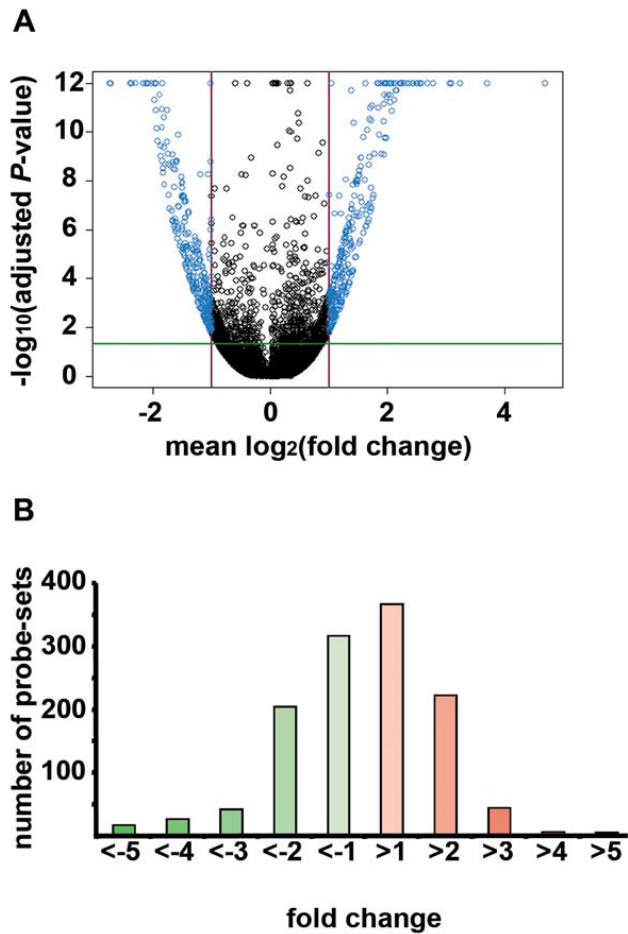 A
-log10(adjusted P-value)
12
10
8
6
4
2
0
-2 0 2 4
mean log2(fold change)
B
number of probe-sets
400
300
200
100
<-5 <-4 <-3 <-2 <-1 >1 >2 >3 >4 >5
fold change